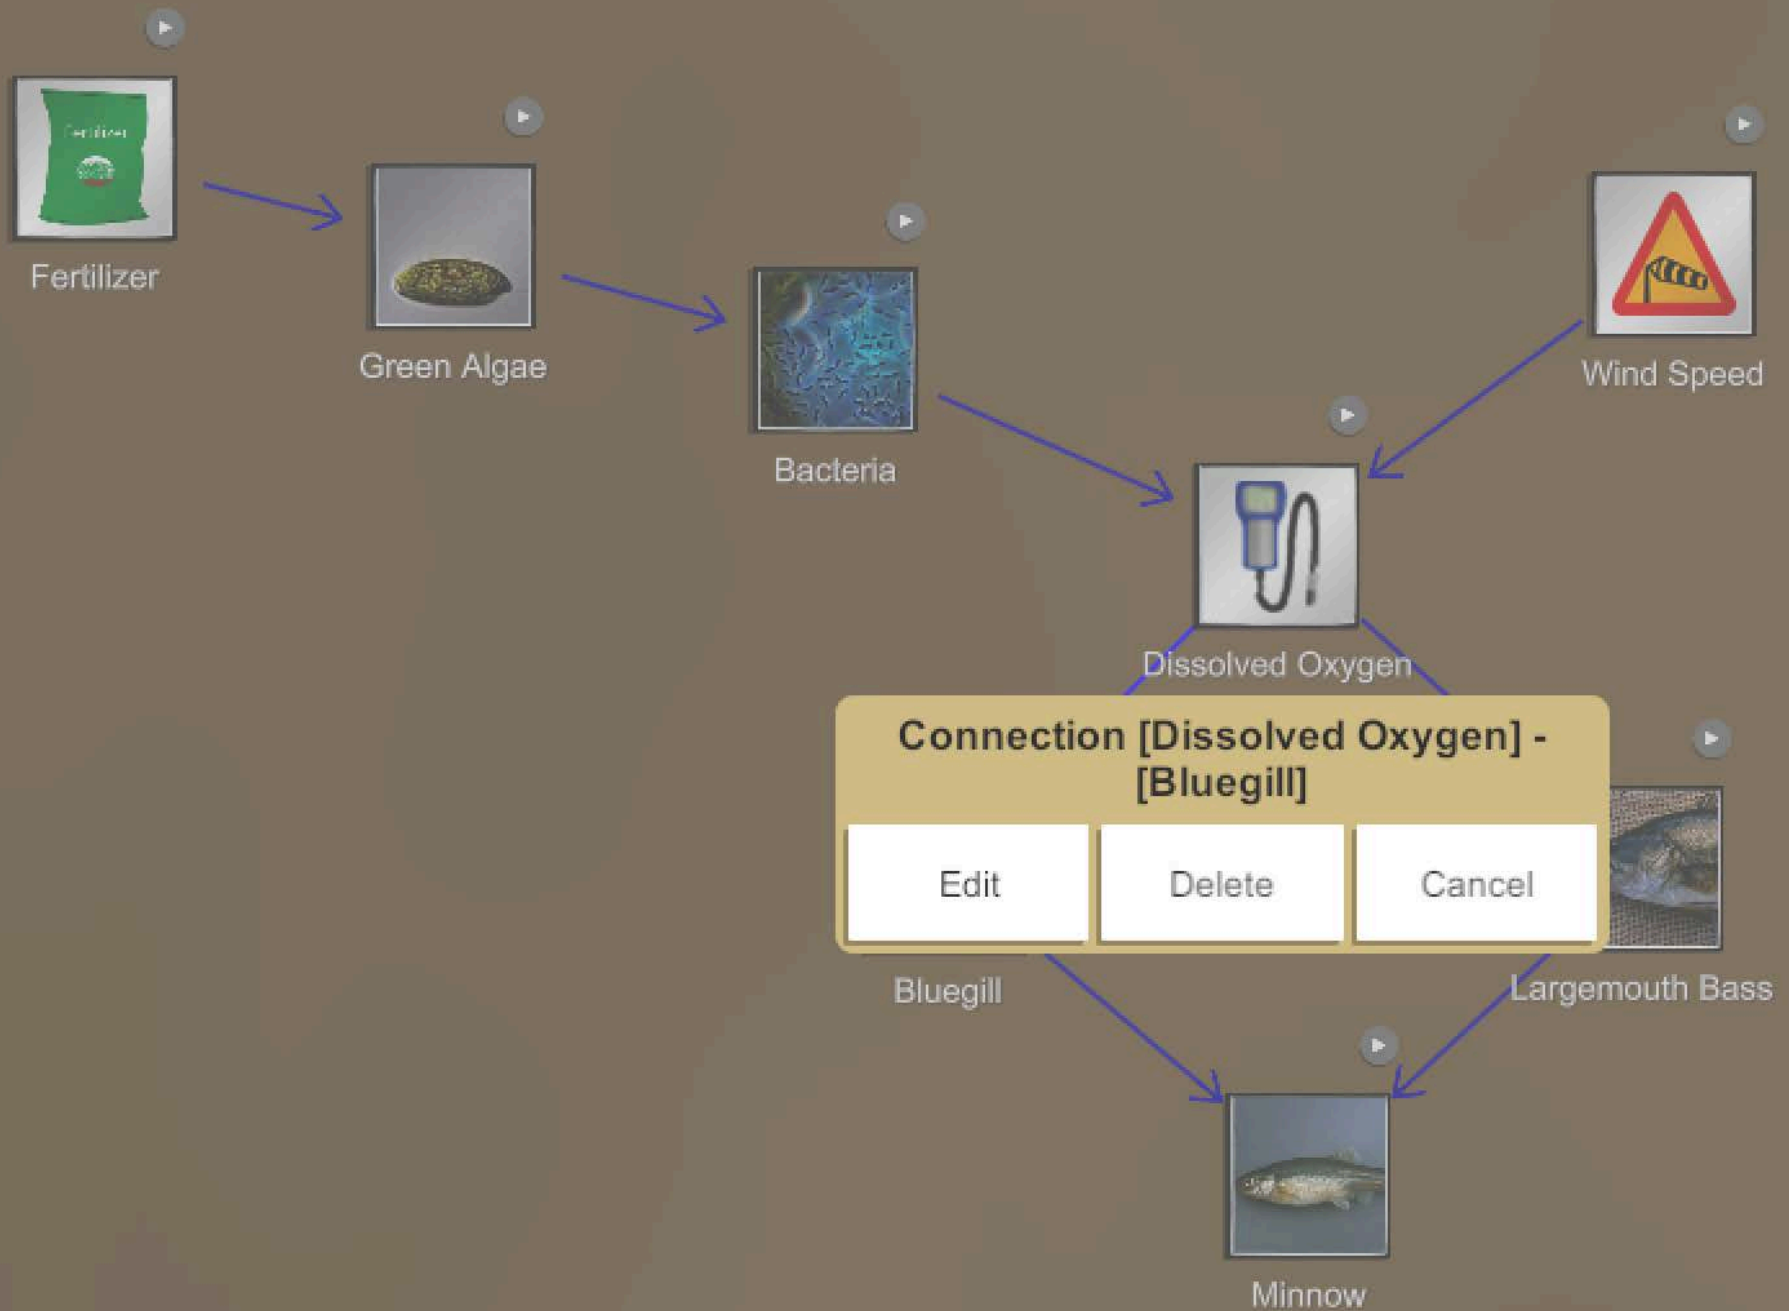 Fertilizer
Fertilizer
Green Algae
Bacteria
Wind Speed
Dissolved Oxygen
Connection [Dissolved Oxygen] -
[Bluegill]
Edit
Delete
Cancel
Bluegill
Largemouth Bass
Minnow